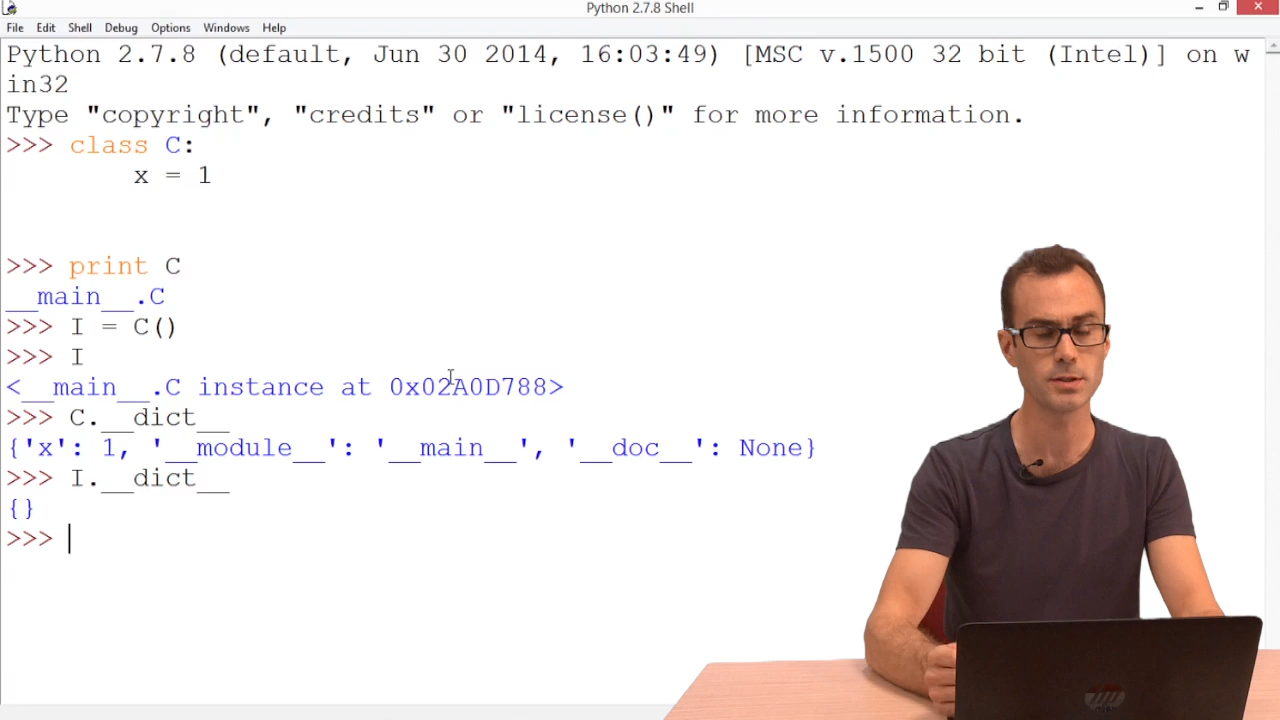 Python 2.7.8 Shell
File Edit Shell Debug Options Windows Help
Python 2.7.8 (default, Jun 30 2014, 16:03:49) [MSC v.1500 32 bit (Intel)] on w
in32
Type "copyright", "credits" or "license()" for more information.
>>> class C:
x = 1
>>> print C
__main__.C
>>> I = C()
>>> I
<__main__.C instance at 0x02A0D788>
>>> C.__dict__
{'x': 1, '__module__': '__main__', '__doc__': None}
>>> I.__dict__
{}
>>>
hp